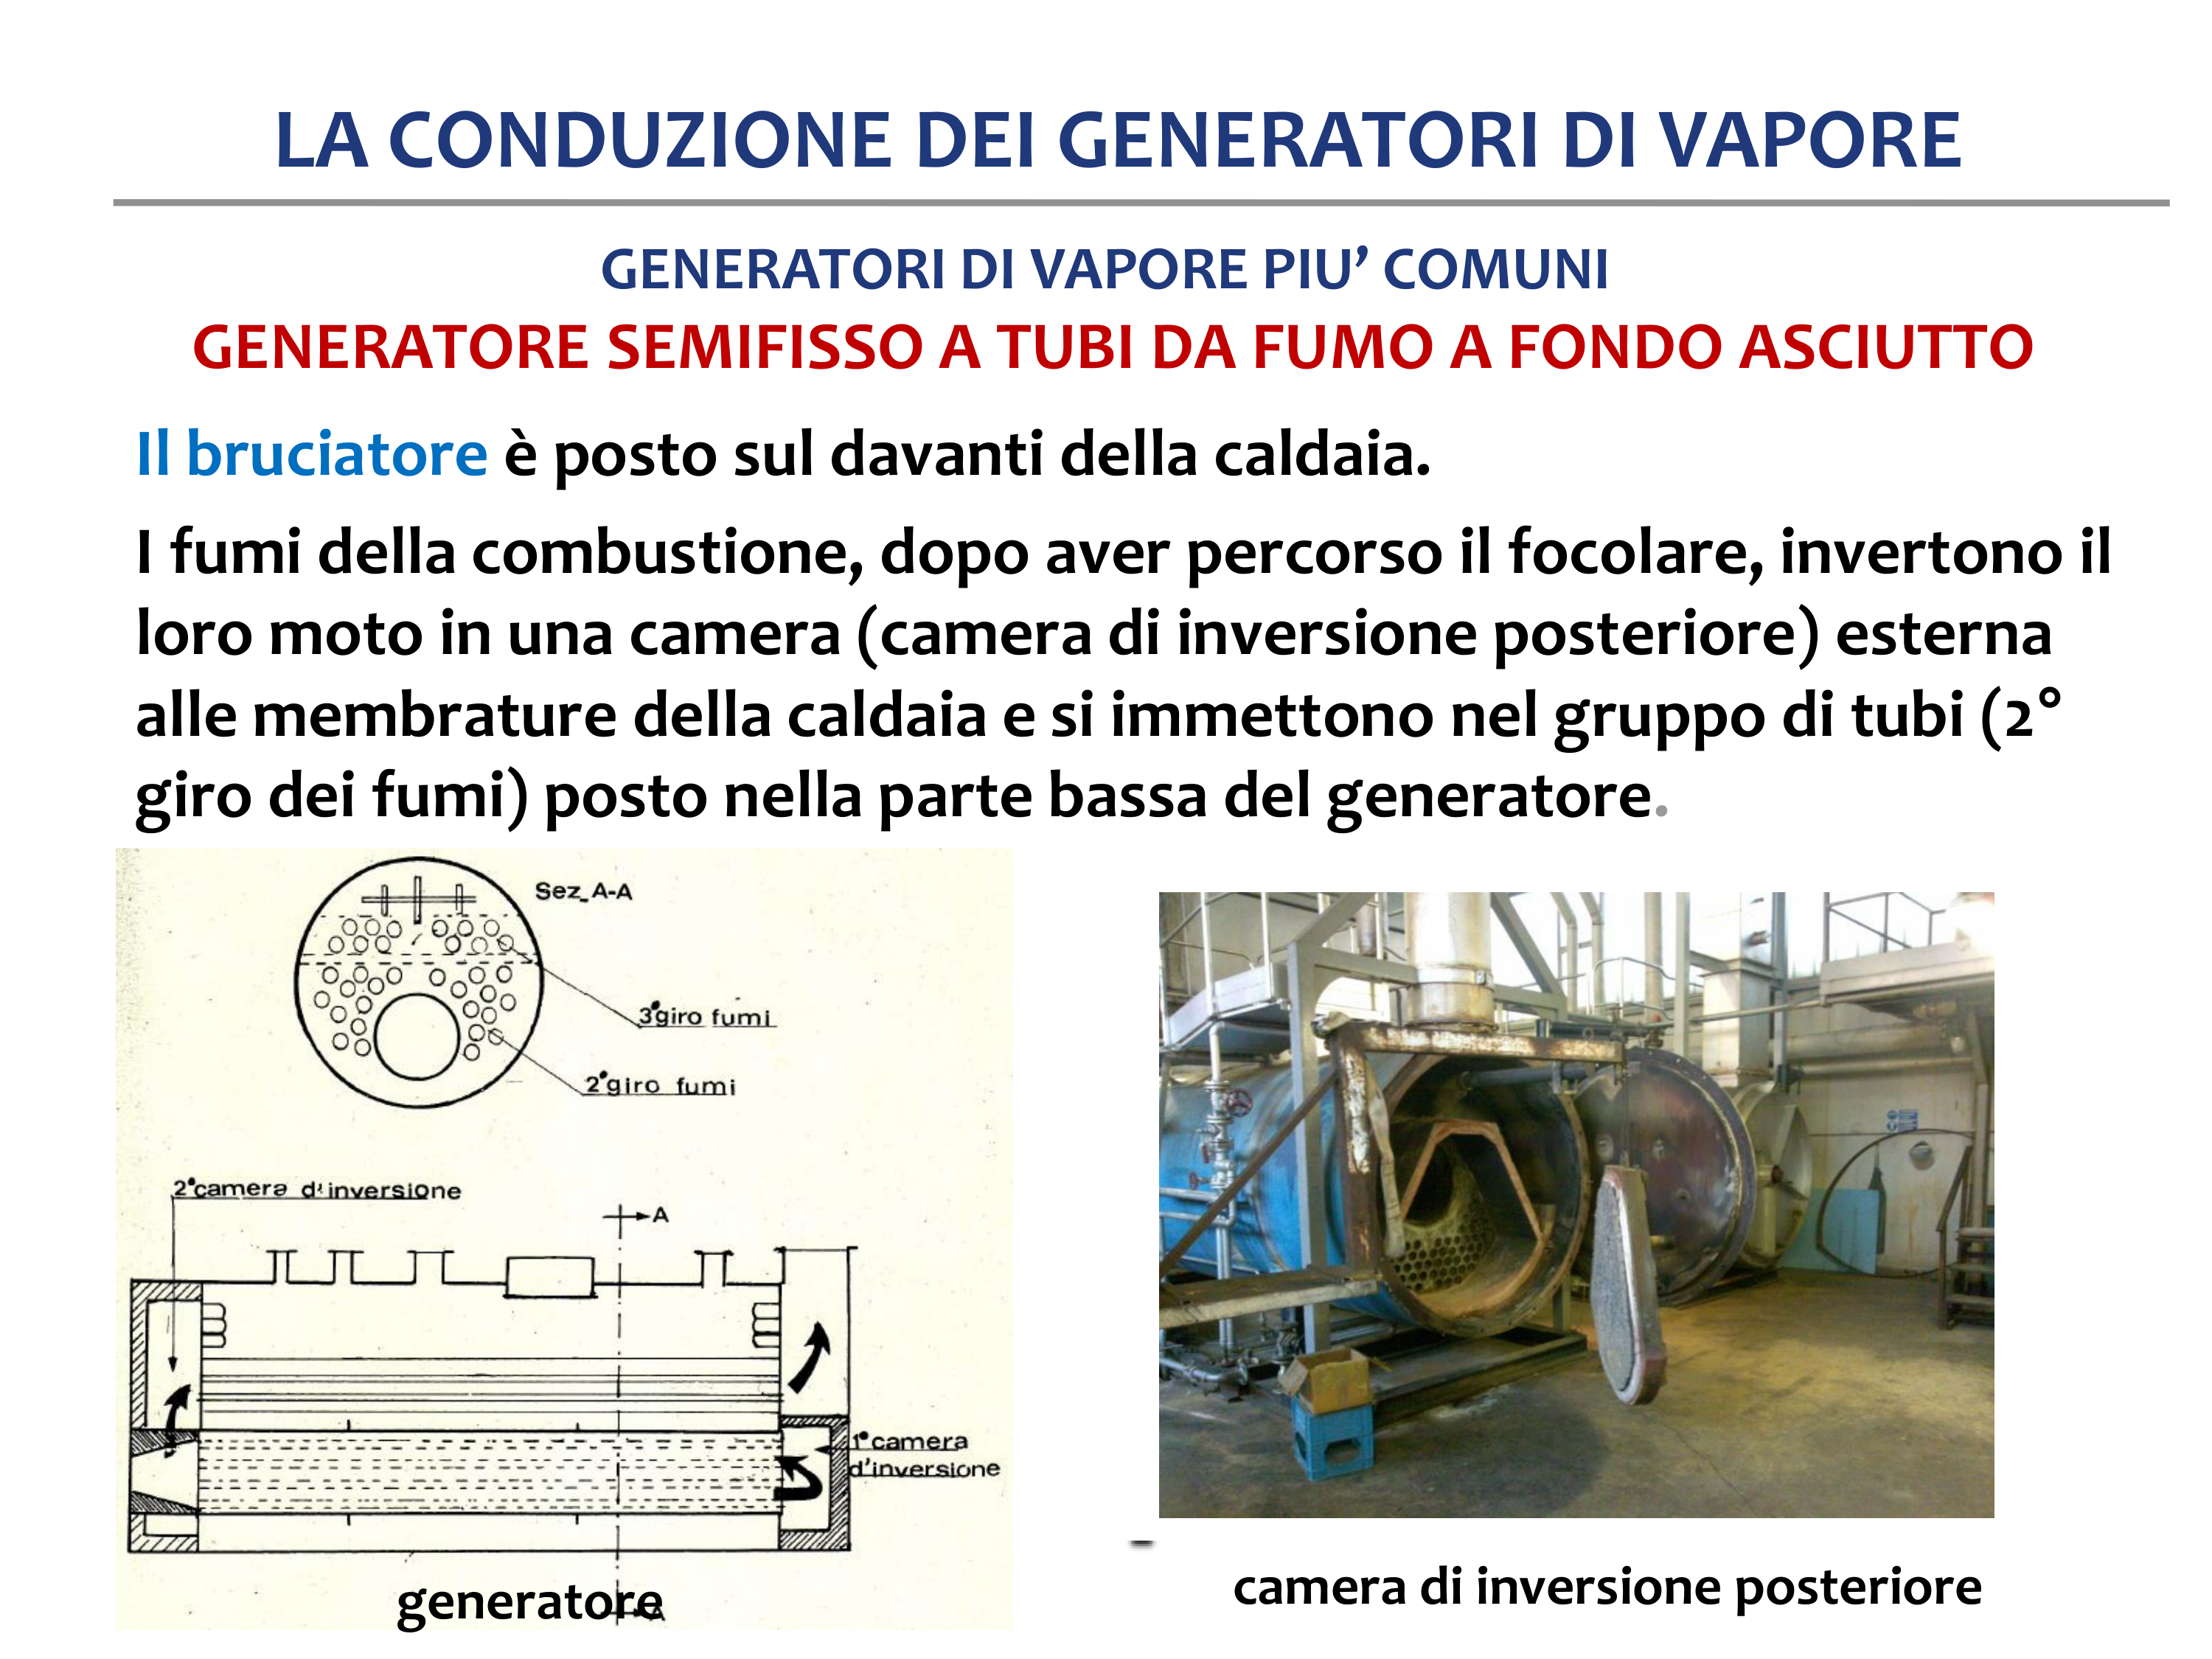 LA CONDUZIONE DEI GENERATORI DI VAPORE
GENERATORI DI VAPORE PIU’ COMUNI
GENERATORE SEMIFISSO A TUBI DA FUMO A FONDO ASCIUTTO
Il bruciatore è posto sul davanti della caldaia.
I fumi della combustione, dopo aver percorso il focolare, invertono il
loro moto in una camera (camera di inversione posteriore) esterna
alle membrature della caldaia e si immettono nel gruppo di tubi (2°
giro dei fumi) posto nella parte bassa del generatore.
Sez. A-A
3°giro fumi
2°giro fumi
2°camera d'inversione
A
1°camera
d'inversione
A
generatore
camera di inversione posteriore